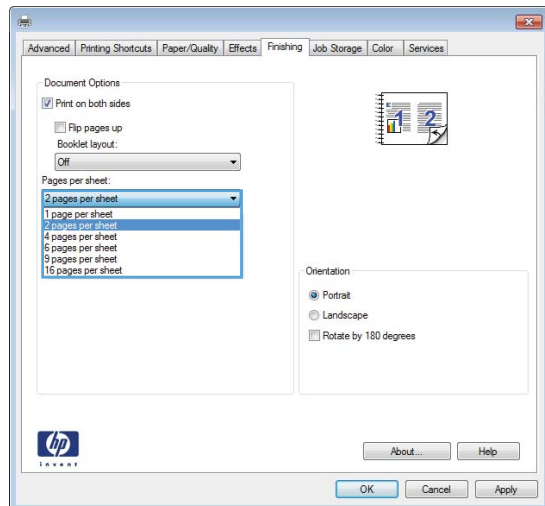 Advanced Printing Shortcuts Paper/Quality Effects Finishing Job Storage Color Services
Document Options
Print on both sides
Flip pages up
Booklet layout:
Off
Pages per sheet:
2 pages per sheet
1 page per sheet
2 pages per sheet
4 pages per sheet
6 pages per sheet
9 pages per sheet
16 pages per sheet
1 2
Orientation
Portrait
Landscape
Rotate by 180 degrees
hp
invent
About... Help
OK Cancel Apply